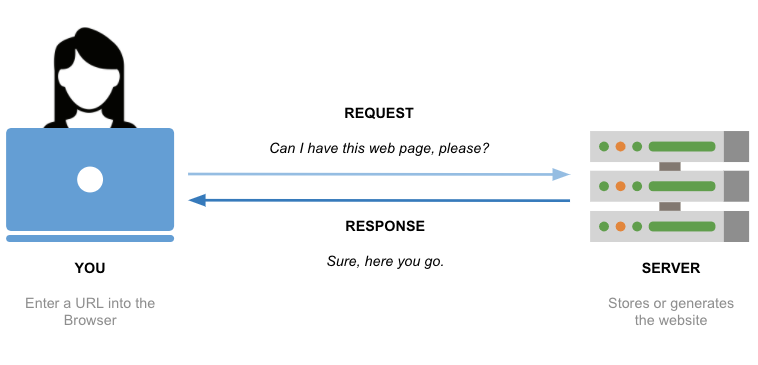 REQUEST
Can I have this web page, please?
RESPONSE
Sure, here you go.
YOU
Enter a URL into the
Browser
SERVER
Stores or generates
the website